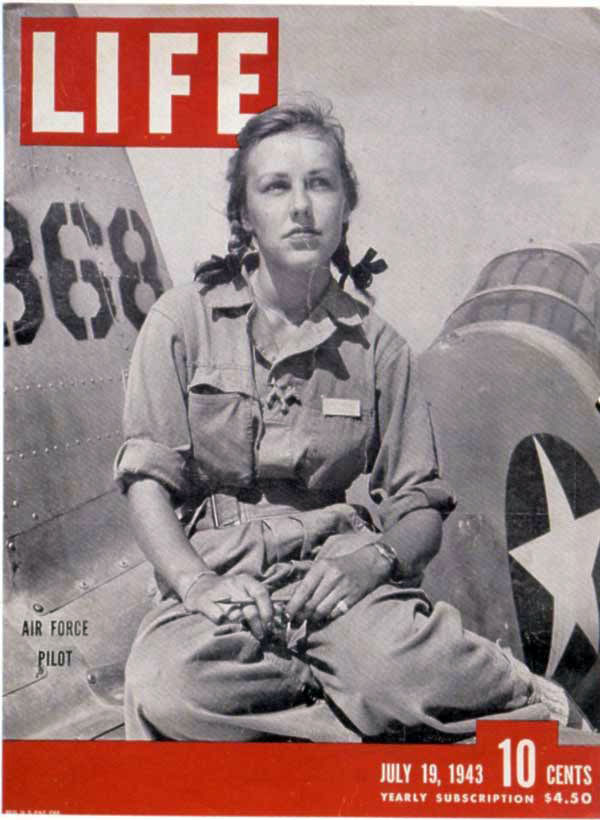 LIFE
368
AIR FORCE
PILOT
JULY 19, 1943 10 CENTS
YEARLY SUBSCRIPTION $4.50